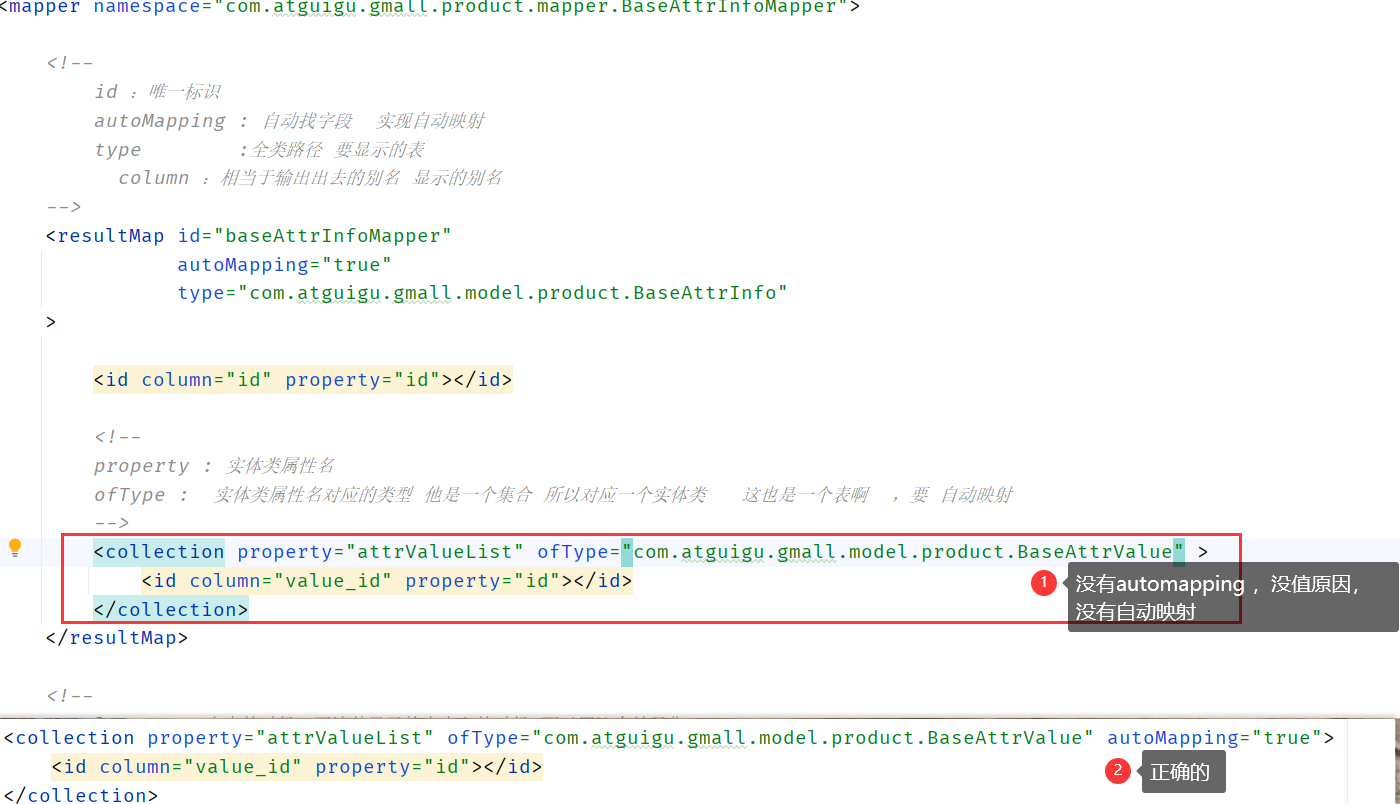 <mapper namespace="com.atguigu.gmall.product.mapper.BaseAttrInfoMapper">
<!--
id : 唯一标识
autoMapping : 自动找字段 实现自动映射
type :全类路径 要显示的表
column : 相当于输出出去的别名 显示的别名
-->
<resultMap id="baseAttrInfoMapper"
autoMapping="true"
type="com.atguigu.gmall.model.product.BaseAttrInfo"
>
<id column="id" property="id"></id>
<!--
property : 实体类属性名
ofType : 实体类属性名对应的类型 他是一个集合 所以对应一个实体类 这也是一个表啊 ，要 自动映射
-->
<collection property="attrValueList" ofType="com.atguigu.gmall.model.product.BaseAttrValue" >
<id column="value_id" property="id"></id>
1 没有automapping ，没值原因，
没有自动映射
</collection>
</resultMap>
<!--
<collection property="attrValueList" ofType="com.atguigu.gmall.model.product.BaseAttrValue" autoMapping="true">
<id column="value_id" property="id"></id>
2 正确的
</collection>